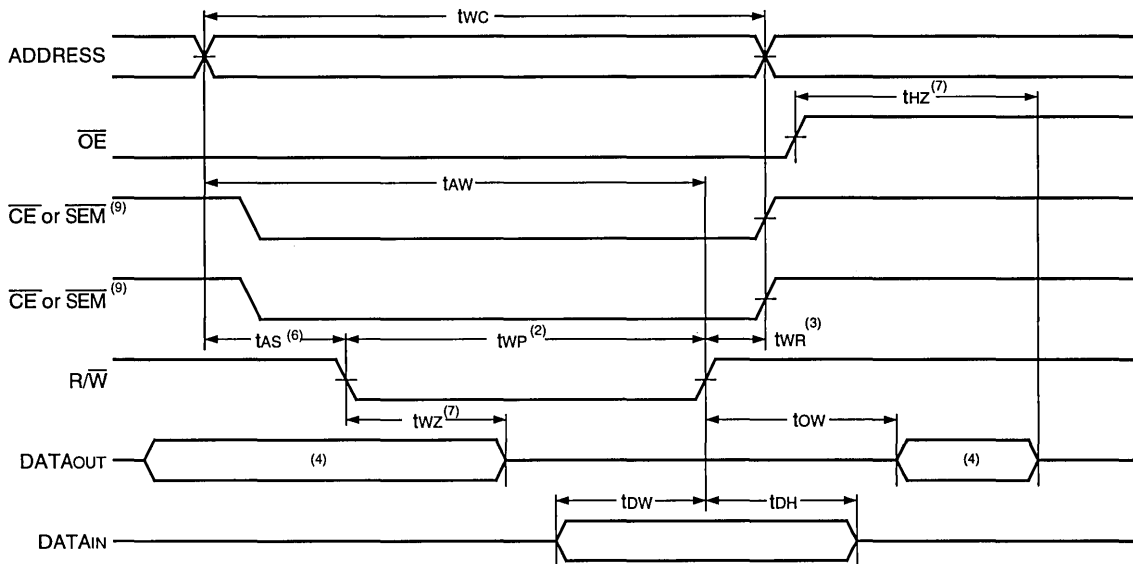 tWC
ADDRESS
tHZ (7)
OE
tAW
CE or SEM (9)
CE or SEM (9)
tAS (6)
tWP (2)
tWR (3)
R/W
tWZ (7)
tOW
DATAOUT
(4)
(4)
tDW
tDH
DATAIN